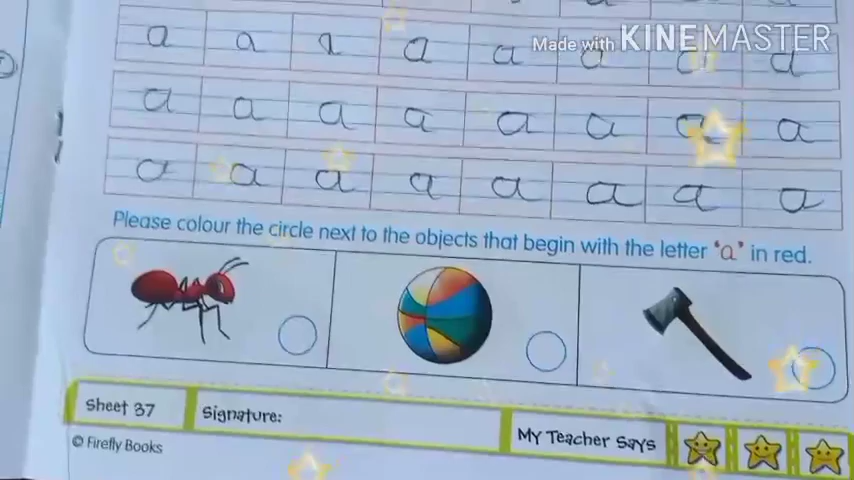 Made with KINEMASTER
a a a a a a a a
a a a a a a a a
a a a a a a a a
Please colour the circle next to the objects that begin with the letter 'a' in red.
Sheet 37 Signature: My Teacher Says
© Firefly Books